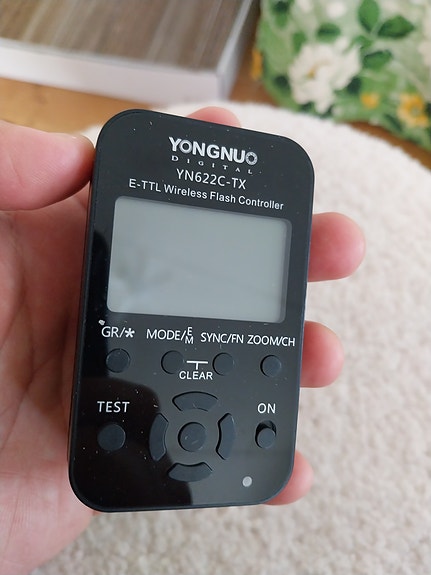 YONGNUO
DIGITAL
YN622C-TX
E-TTL Wireless Flash Controller
GR/* MODE/E M SYNC/FN ZOOM/CH
CLEAR
TEST ON